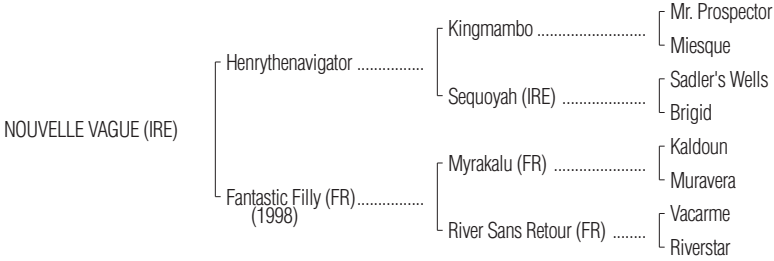 Mr. Prospector
Kingmambo ..........................
Miesque
Henrythenavigator ................
Sadler's Wells
Sequoyah (IRE) ....................
Brigid
NOUVELLE VAGUE (IRE)
Kaldoun
Myrakalu (FR) ......................
Muravera
Fantastic Filly (FR)................
(1998)
Vacarme
River Sans Retour (FR) ........
Riverstar